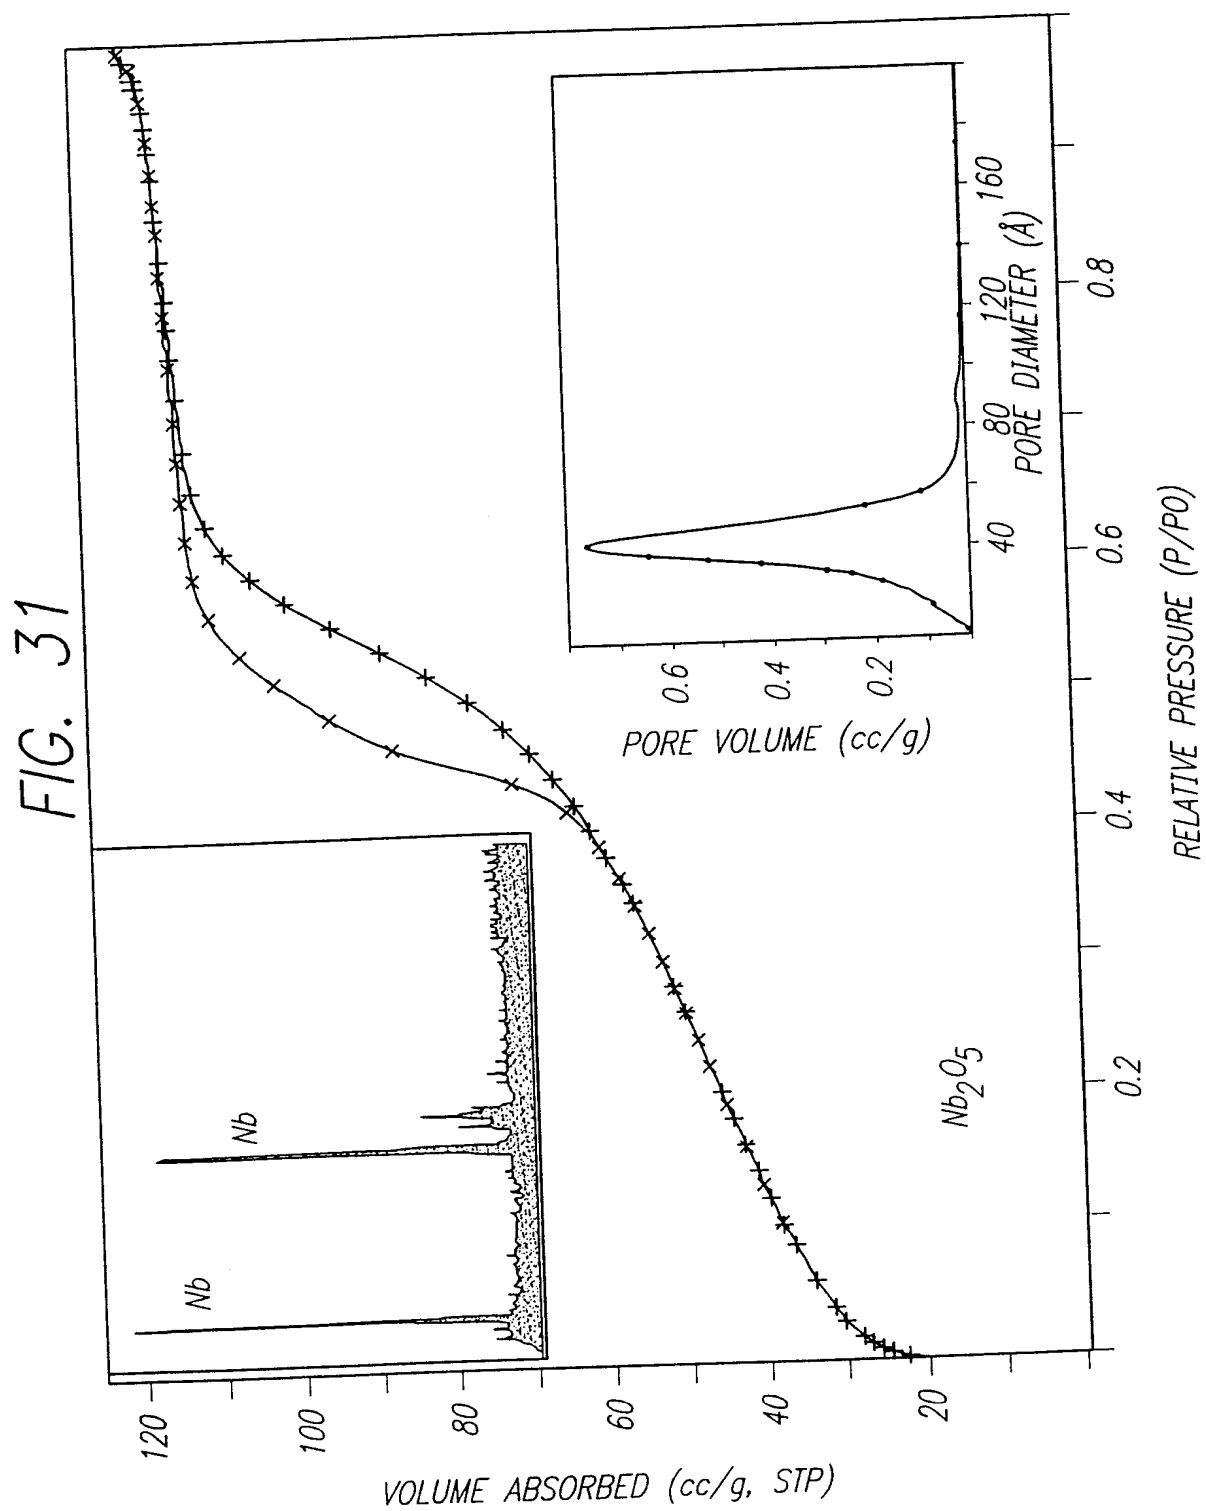 FIG. 31
VOLUME ABSORBED (cc/g, STP)
120
100
80
60
40
20
Nb
Nb
Nb2O5
PORE VOLUME (cc/g)
0.6
0.4
0.2
40
80
120
160
PORE DIAMETER (Å)
0.2
0.4
0.6
0.8
RELATIVE PRESSURE (P/PO)